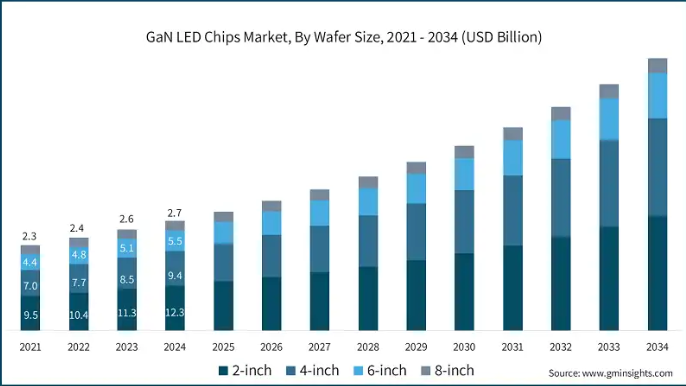 GaN LED Chips Market, By Wafer Size, 2021 - 2034 (USD Billion)
2.3 2.4 2.6 2.7
4.4 4.8 5.1 5.5
7.0 7.7 8.5 9.4
9.5 10.4 11.3 12.3
2021 2022 2023 2024 2025 2026 2027 2028 2029 2030 2031 2032 2033 2034
2-inch 4-inch 6-inch 8-inch
Source: www.gminsights.com